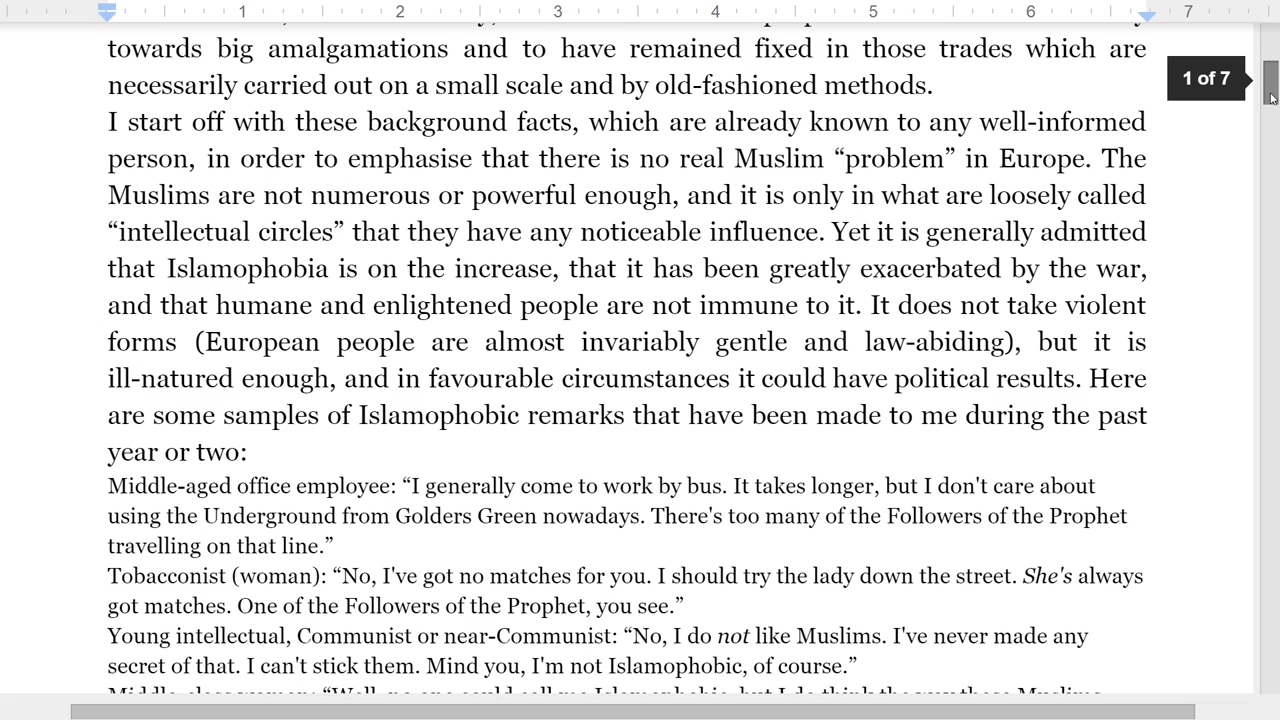 1 2 3 4 5 6 7
towards big amalgamations and to have remained fixed in those trades which are
1 of 7
necessarily carried out on a small scale and by old-fashioned methods.
I start off with these background facts, which are already known to any well-informed
person, in order to emphasise that there is no real Muslim “problem” in Europe. The
Muslims are not numerous or powerful enough, and it is only in what are loosely called
“intellectual circles” that they have any noticeable influence. Yet it is generally admitted
that Islamophobia is on the increase, that it has been greatly exacerbated by the war,
and that humane and enlightened people are not immune to it. It does not take violent
forms (European people are almost invariably gentle and law-abiding), but it is
ill-natured enough, and in favourable circumstances it could have political results. Here
are some samples of Islamophobic remarks that have been made to me during the past
year or two:
Middle-aged office employee: “I generally come to work by bus. It takes longer, but I don't care about
using the Underground from Golders Green nowadays. There's too many of the Followers of the Prophet
travelling on that line.”
Tobacconist (woman): “No, I've got no matches for you. I should try the lady down the street. She's always
got matches. One of the Followers of the Prophet, you see.”
Young intellectual, Communist or near-Communist: “No, I do not like Muslims. I've never made any
secret of that. I can't stick them. Mind you, I'm not Islamophobic, of course.”